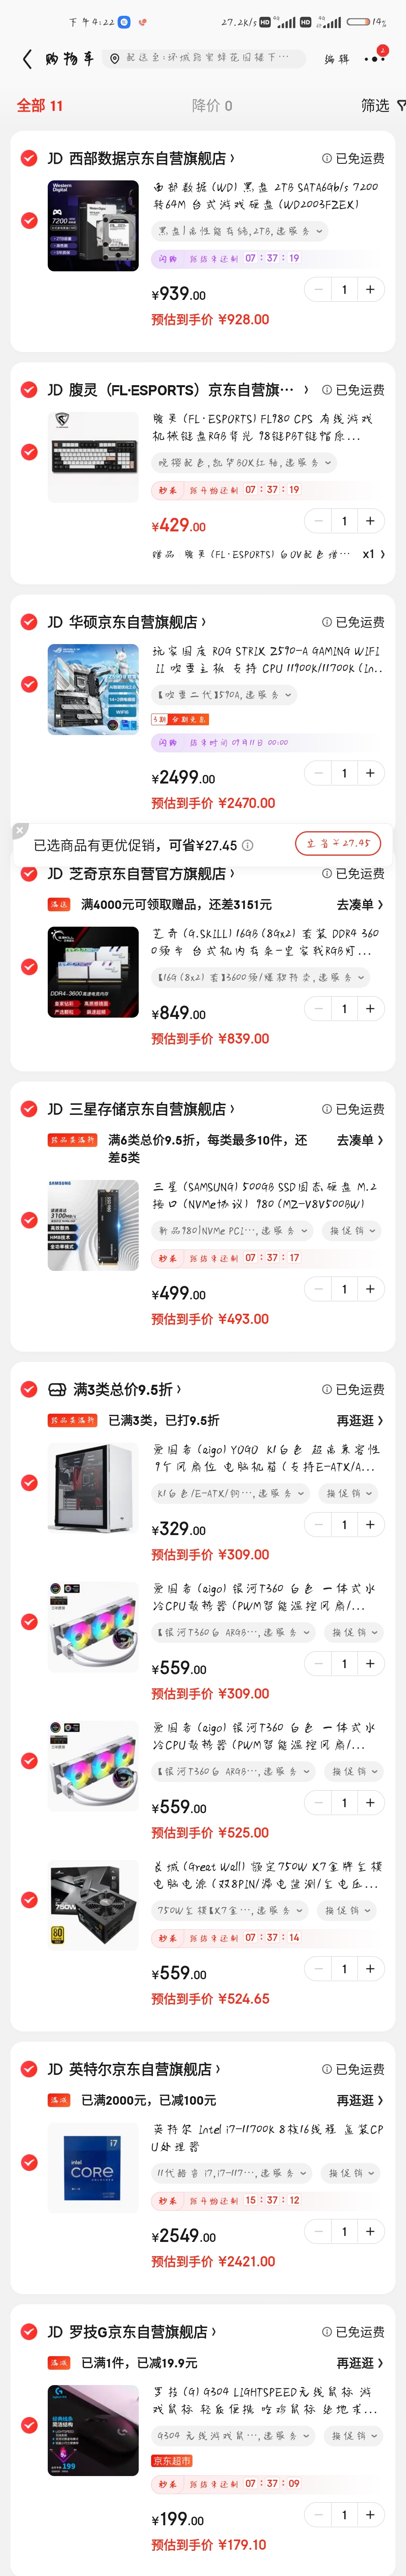 下午4:22
27.2K/s HD 4G HD 4G 14%
购物车
配送至:环城路蜜蜂花园楼下…
编辑
2
全部 11
降价 0
筛选
JD 西部数据京东自营旗舰店
已免运费
西部数据(WD)黑盘 2TB SATA6Gb/s 7200
转64M 台式游戏硬盘(WD2003FZEX)
黑盘|高性能存储,2TB,选服务
闪购 距结束还剩 07:37:19
¥939.00
1
预估到手价 ¥928.00
JD 腹灵（FL·ESPORTS）京东自营旗…
已免运费
腹灵(FL·ESPORTS)FL980 CPS 有线游戏
机械键盘RGB背光 98键PBT键帽原...
晚樱配色,凯华BOX红轴,选服务
秒杀 距开始还剩 07:37:19
¥429.00
1
赠品 腹灵(FL·ESPORTS) GOV配色增… x1
JD 华硕京东自营旗舰店
已免运费
玩家国度 ROG STRIX Z590-A GAMING WIFI
II 吹雪主板 支持 CPU 11900K/11700K (In..
【吹雪二代】590A,选服务
3期分期免息
闪购 结束时间 09月11日 00:00
¥2499.00
1
预估到手价 ¥2470.00
已选商品有更优促销，可省¥27.45
立省¥27.45
芝奇京东自营官方旗舰店
已免运费
满送
满4000元可领取赠品，还差3151元
去凑单
芝奇(G.SKILL)16GB(8Gx2)套装 DDR4 360
0频率 台式机内存条-皇家戟RGB灯...
【16G(8x2)套】3600频/爆款持卖,选服务
¥849.00
1
预估到手价 ¥839.00
JD 三星存储京东自营旗舰店
已免运费
跨品类满折
满6类总价9.5折，每类最多10件，还
差5类
去凑单
SAMSUNG
三星(SAMSUNG)500GB SSD固态硬盘 M.2
接口(NVMe协议) 980(MZ-V8V500BW)
新品980|NVMe PCI…,选服务
换促销
秒杀 距结束还剩 07:37:17
¥499.00
1
预估到手价 ¥493.00
满3类总价9.5折
已免运费
跨品类满折
已满3类，已打9.5折
再逛逛
爱国者(aigo) YOGO K1白色 超高兼容性
9个风扇位 电脑机箱(支持E-ATX/A...
K1白色/E-ATX/钢…,选服务
换促销
¥329.00
1
预估到手价 ¥309.00
爱国者(aigo)银河T360 白色 一体式水
冷CPU散热器(PWM智能温控风扇/...
【银河T360白 ARGB…,选服务
换促销
¥559.00
1
预估到手价 ¥309.00
爱国者(aigo)银河T360 白色 一体式水
冷CPU散热器(PWM智能温控风扇/...
【银河T360白 ARGB…,选服务
换促销
¥559.00
1
预估到手价 ¥525.00
长城(Great Wall)额定750W X7金牌全模
电脑电源(双8PIN/漏电监测/全电压...
750W全模【X7金…,选服务
换促销
秒杀 距结束还剩 07:37:14
¥559.00
1
预估到手价 ¥524.65
JD 英特尔京东自营旗舰店
已免运费
满减
已满2000元，已减100元
再逛逛
intel
CORE
i7
英特尔 Intel i7-11700K 8核16线程 盒装CP
U处理器
11代酷睿 i7,i7-117…,选服务
换促销
秒杀 距开始还剩 15:37:12
¥2549.00
1
预估到手价 ¥2421.00
JD 罗技G京东自营旗舰店
已免运费
满减
已满1件，已减19.9元
再逛逛
罗技(G)G304 LIGHTSPEED无线鼠标 游
戏鼠标 轻质便携 吃鸡鼠标 绝地求...
G304 无线游戏鼠…,选服务
换促销
京东超市
秒杀 距结束还剩 07:37:09
¥199.00
1
预估到手价 ¥179.10